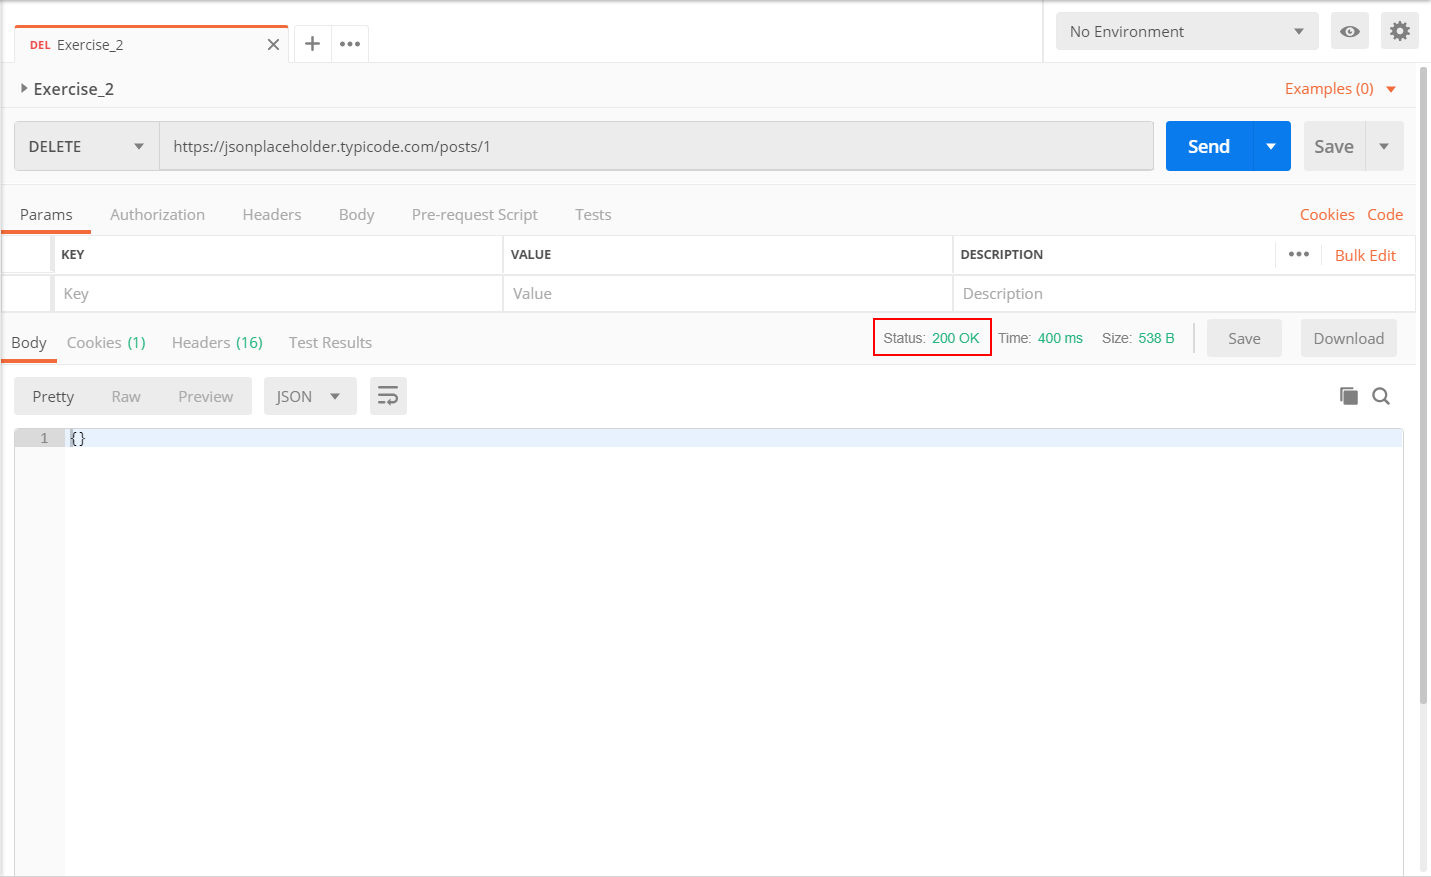 DEL Exercise_2
No Environment
Exercise_2
Examples (0)
DELETE
https://jsonplaceholder.typicode.com/posts/1
Send
Save
Params Authorization Headers Body Pre-request Script Tests
Cookies Code
KEY VALUE DESCRIPTION
Bulk Edit
Key Value Description
Body Cookies (1) Headers (16) Test Results
Status: 200 OK Time: 400 ms Size: 538 B
Save
Download
Pretty Raw Preview
JSON
1 {}